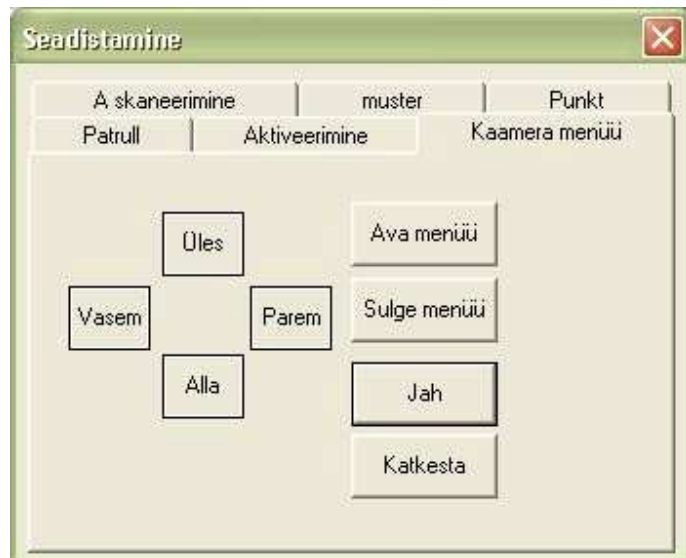 Seadistamine
A skaneerimine muster Punkt
Patrull Aktiveerimine Kaamera menüü
Üles
Vasem Parem
Alla
Ava menüü
Sulge menüü
Jah
Katkesta